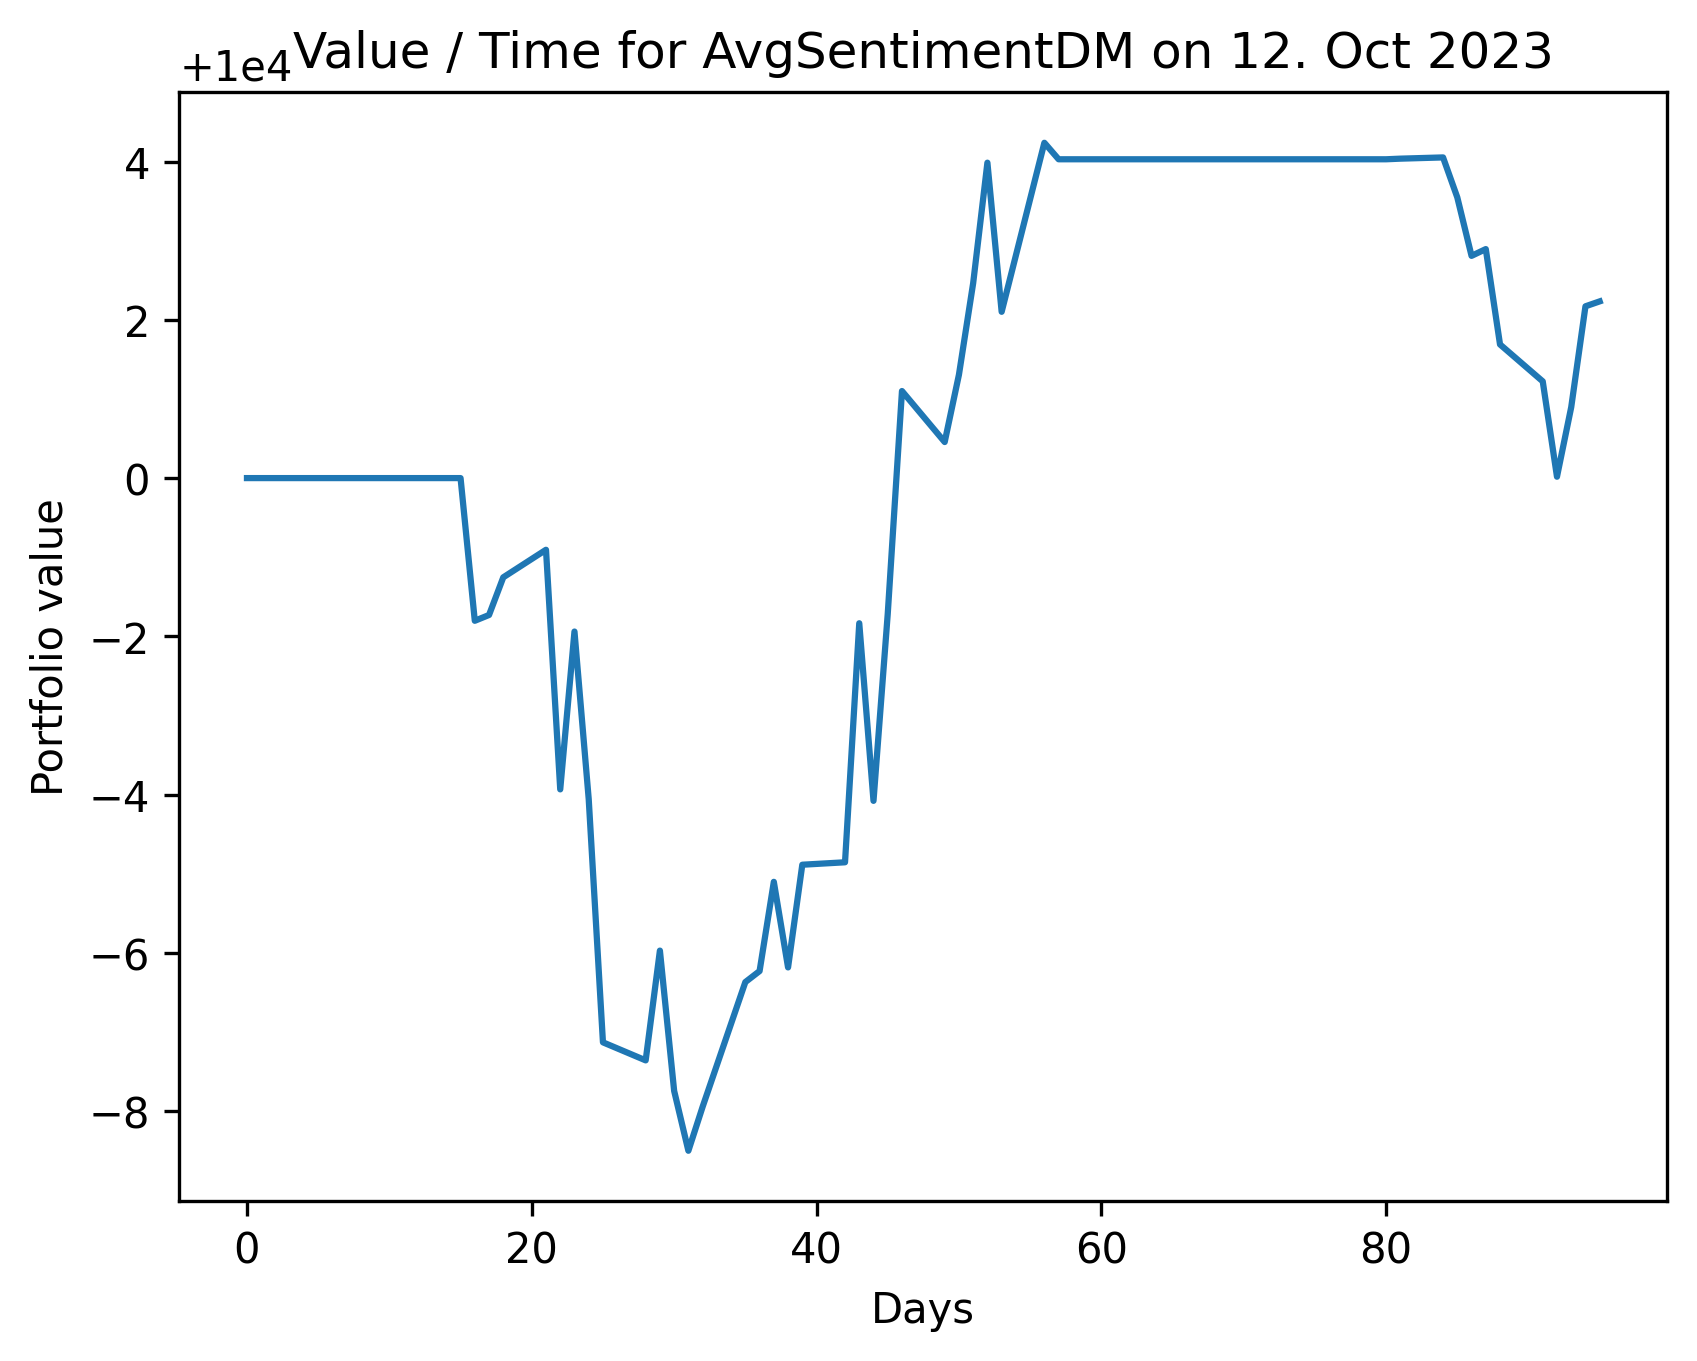 Value / Time for AvgSentimentDM on 12. Oct 2023
+1e4
4
2
0
−2
−4
−6
−8
Portfolio value
0 20 40 60 80
Days